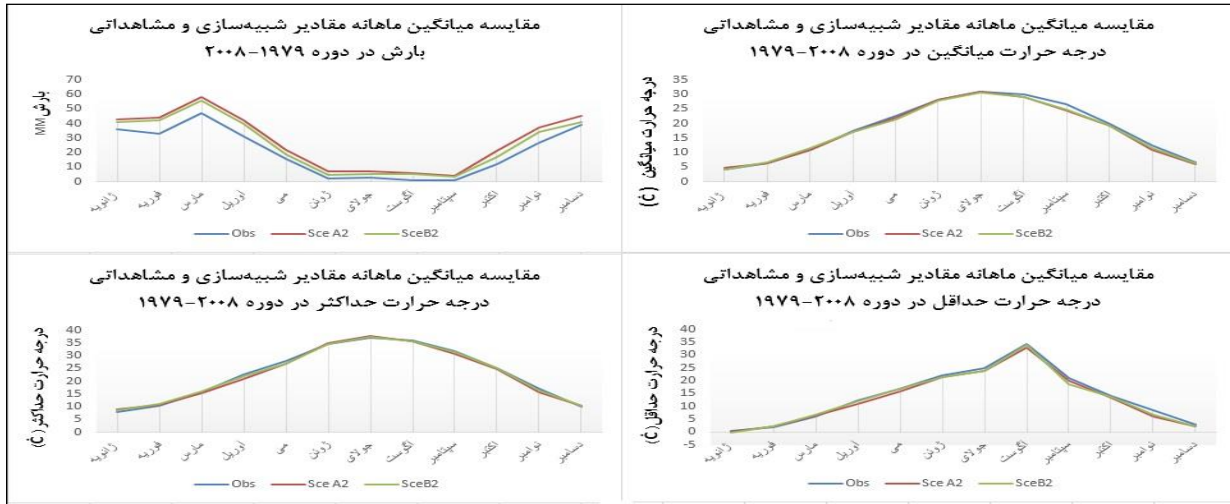 مقایسه میانگین ماهانه مقادیر شبیه‌سازی و مشاهداتی
بارش در دوره ۱۹۷۹-۲۰۰۸
بارش MM
70
60
50
40
30
20
10
0
ژانویه
فوریه
مارس
آوریل
می
ژوئن
جولای
آگوست
سپتامبر
اکتبر
نوامبر
دسامبر
Obs Sce A2 SceB2
مقایسه میانگین ماهانه مقادیر شبیه‌سازی و مشاهداتی
درجه حرارت میانگین در دوره ۲۰۰۸-۱۹۷۹
درجه حرارت میانگین (Ċ)
35
30
25
20
15
10
5
0
ژانویه
فوریه
مارس
آوریل
می
ژوئن
جولای
آگوست
سپتامبر
اکتبر
نوامبر
دسامبر
Obs Sce A2 SceB2
مقایسه میانگین ماهانه مقادیر شبیه‌سازی و مشاهداتی
درجه حرارت حداکثر در دوره ۲۰۰۸-۱۹۷۹
درجه حرارت حداکثر (Ċ)
40
35
30
25
20
15
10
5
0
ژانویه
فوریه
مارس
آوریل
می
ژوئن
جولای
آگوست
سپتامبر
اکتبر
نوامبر
دسامبر
Obs Sce A2 SceB2
مقایسه میانگین ماهانه مقادیر شبیه‌سازی و مشاهداتی
درجه حرارت حداقل در دوره ۲۰۰۸-۱۹۷۹
درجه حرارت حداقل (Ċ)
40
35
30
25
20
15
10
5
0
-5
ژانویه
فوریه
مارس
آوریل
می
ژوئن
جولای
آگوست
سپتامبر
اکتبر
نوامبر
دسامبر
Obs Sce A2 SceB2